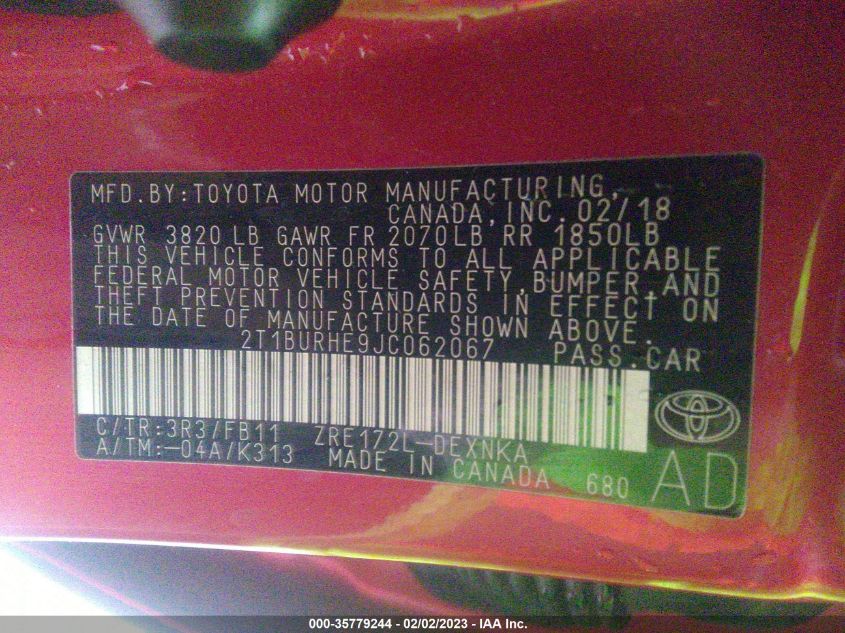 MFD.BY:TOYOTA MOTOR MANUFACTURING,
CANADA,INC. 02/18
GVWR 3820 LB GAWR FR 2070LB RR 1850LB
THIS VEHICLE CONFORMS TO ALL APPLICABLE
FEDERAL MOTOR VEHICLE SAFETY,BUMPER,AND
THEFT PREVENTION STANDARDS IN EFFECT ON
THE DATE OF MANUFACTURE SHOWN ABOVE.
2T1BURHE9JC062067 PASS.CAR
C/TR:3R3/FB11 ZRE172L-DEXNKA
A/TM:-04A/K313 MADE IN CANADA 680 AD
000-35779244 - 02/02/2023 - IAA Inc.